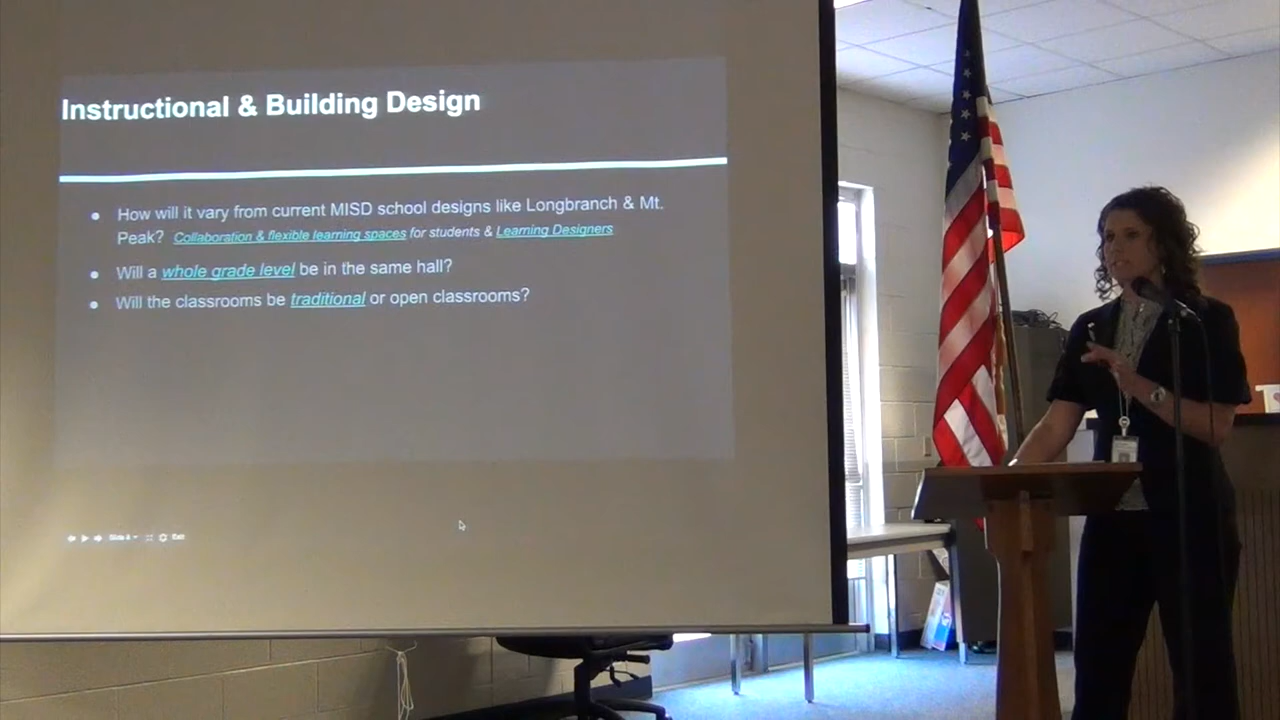 Instructional & Building Design
How will it vary from current MISD school designs like Longbranch & Mt.
Peak? Collaboration & flexible learning spaces for students & Learning Designers
Will a whole grade level be in the same hall?
Will the classrooms be traditional or open classrooms?
Exit